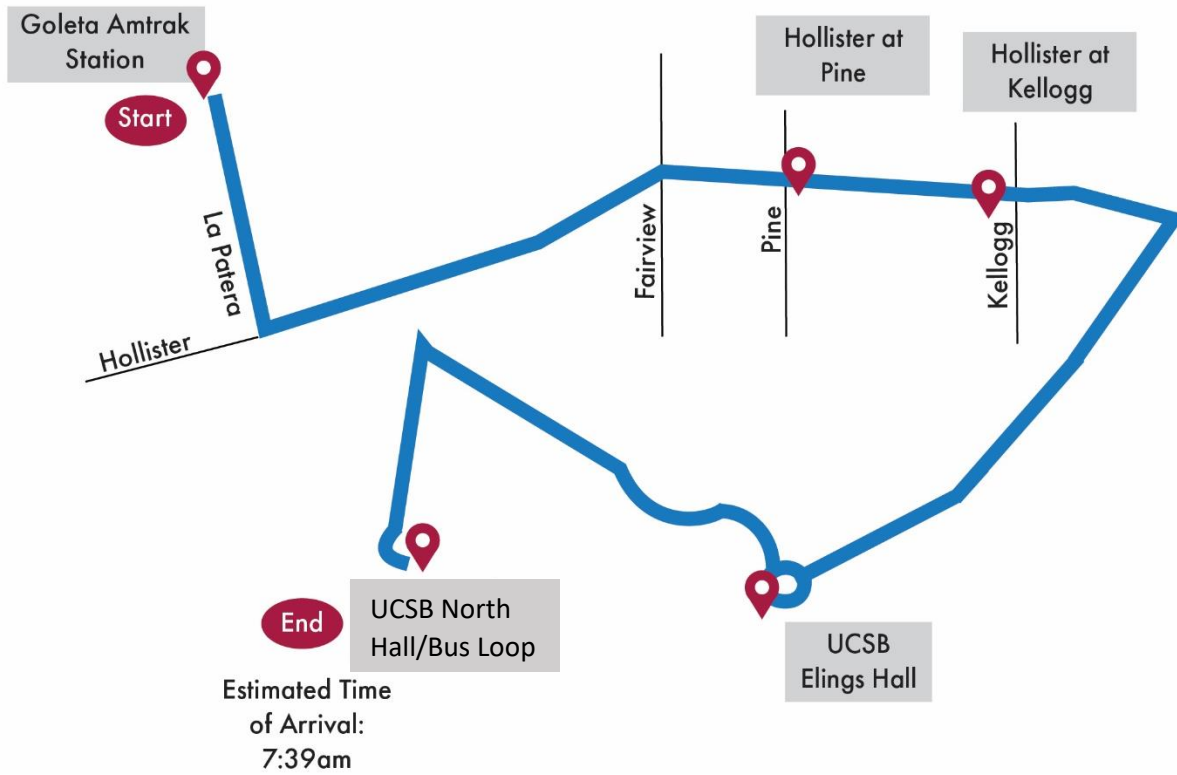 Goleta Amtrak
Station
Start
Hollister at
Pine
Hollister at
Kellogg
La Patera
Hollister
Fairview
Pine
Kellogg
End
UCSB North
Hall/Bus Loop
UCSB
Elings Hall
Estimated Time
of Arrival:
7:39am